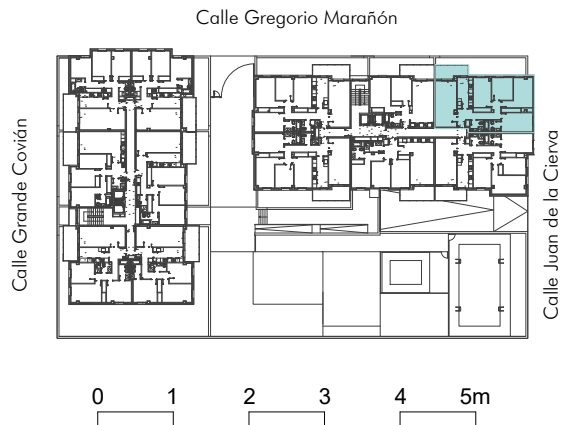 Calle Gregorio Marañón
Calle Grande Covián
Calle Juan de la Cierva
0 1 2 3 4 5m